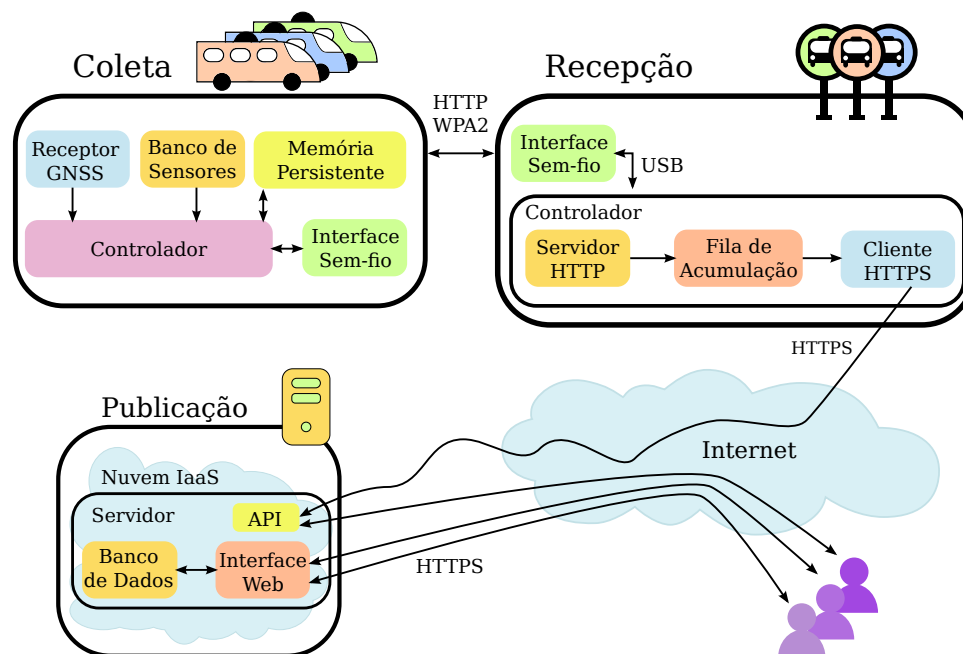 Coleta
Receptor
GNSS
Banco de
Sensores
Memória
Persistente
Controlador
Interface
Sem-fio
HTTP
WPA2
Recepção
Interface
Sem-fio
USB
Controlador
Servidor
HTTP
Fila de
Acumulação
Cliente
HTTPS
HTTPS
Internet
Publicação
Nuvem IaaS
Servidor
API
Banco
de Dados
Interface
Web
HTTPS